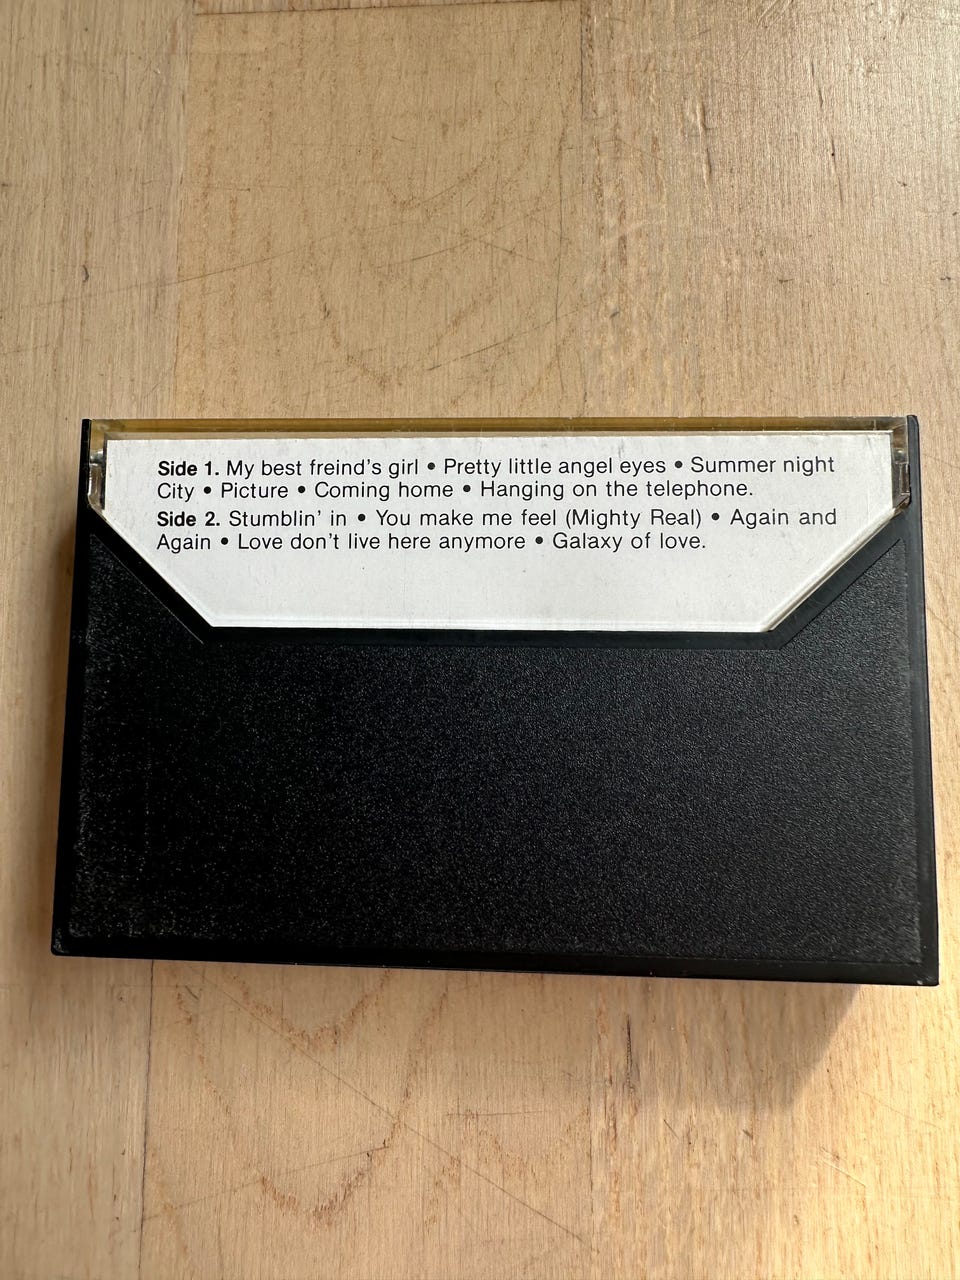 Side 1. My best freind's girl • Pretty little angel eyes • Summer night
City • Picture • Coming home • Hanging on the telephone.
Side 2. Stumblin' in • You make me feel (Mighty Real) • Again and
Again • Love don't live here anymore • Galaxy of love.